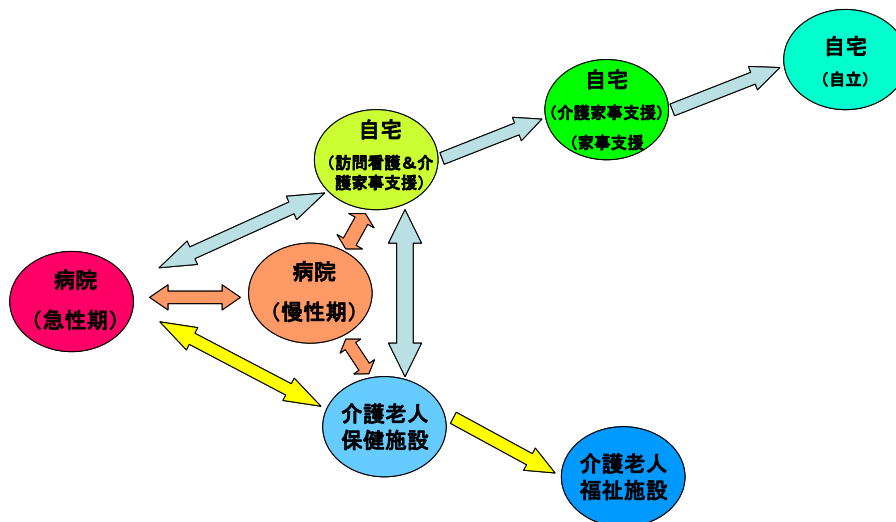 自宅
(自立)
自宅
(介護家事支援)
(家事支援
自宅
(訪問看護&介
護家事支援)
病院
(急性期)
病院
(慢性期)
介護老人
保健施設
介護老人
福祉施設